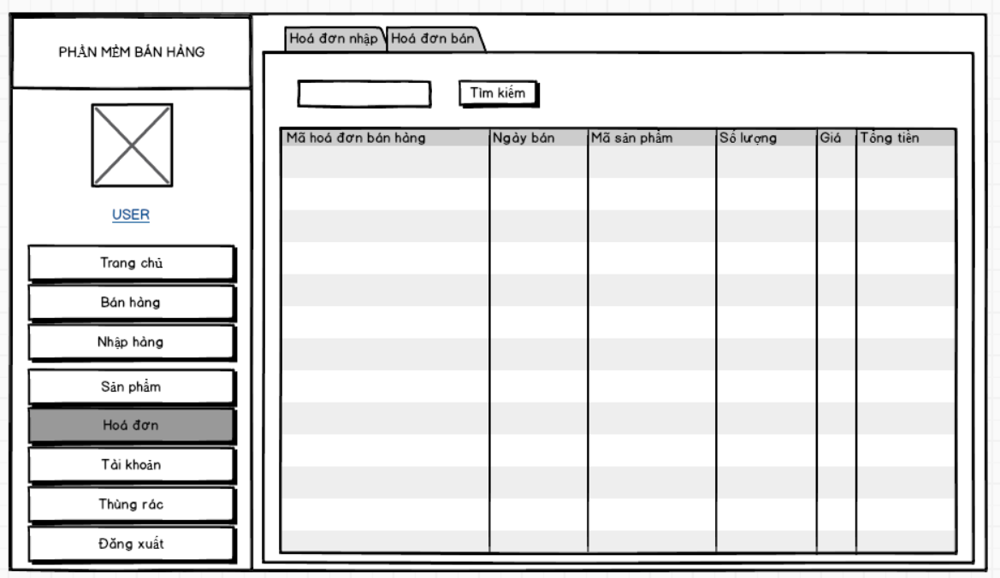 PHẦN MỀM BÁN HÀNG
USER
Trang chủ
Bán hàng
Nhập hàng
Sản phẩm
Hoá đơn
Tài khoản
Thùng rác
Đăng xuất
Hoá đơn nhập Hoá đơn bán
Tìm kiếm
Mã hoá đơn bán hàng Ngày bán Mã sản phẩm Số lượng Giá Tổng tiền